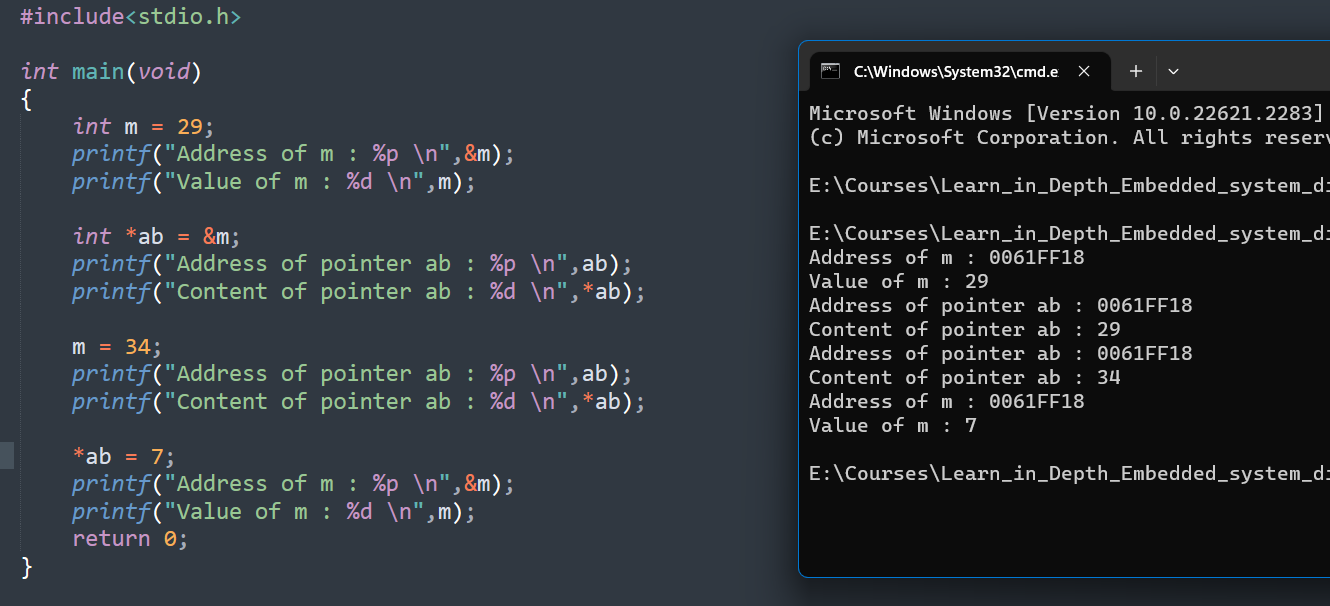 #include<stdio.h>
int main(void)
{
    int m = 29;
    printf("Address of m : %p \n",&m);
    printf("Value of m : %d \n",m);
    int *ab = &m;
    printf("Address of pointer ab : %p \n",ab);
    printf("Content of pointer ab : %d \n",*ab);
    m = 34;
    printf("Address of pointer ab : %p \n",ab);
    printf("Content of pointer ab : %d \n",*ab);
    *ab = 7;
    printf("Address of m : %p \n",&m);
    printf("Value of m : %d \n",m);
    return 0;
}
C:\Windows\System32\cmd.e
Microsoft Windows [Version 10.0.22621.2283]
(c) Microsoft Corporation. All rights reserv
E:\Courses\Learn_in_Depth_Embedded_system_di
E:\Courses\Learn_in_Depth_Embedded_system_di
Address of m : 0061FF18
Value of m : 29
Address of pointer ab : 0061FF18
Content of pointer ab : 29
Address of pointer ab : 0061FF18
Content of pointer ab : 34
Address of m : 0061FF18
Value of m : 7
E:\Courses\Learn_in_Depth_Embedded_system_di